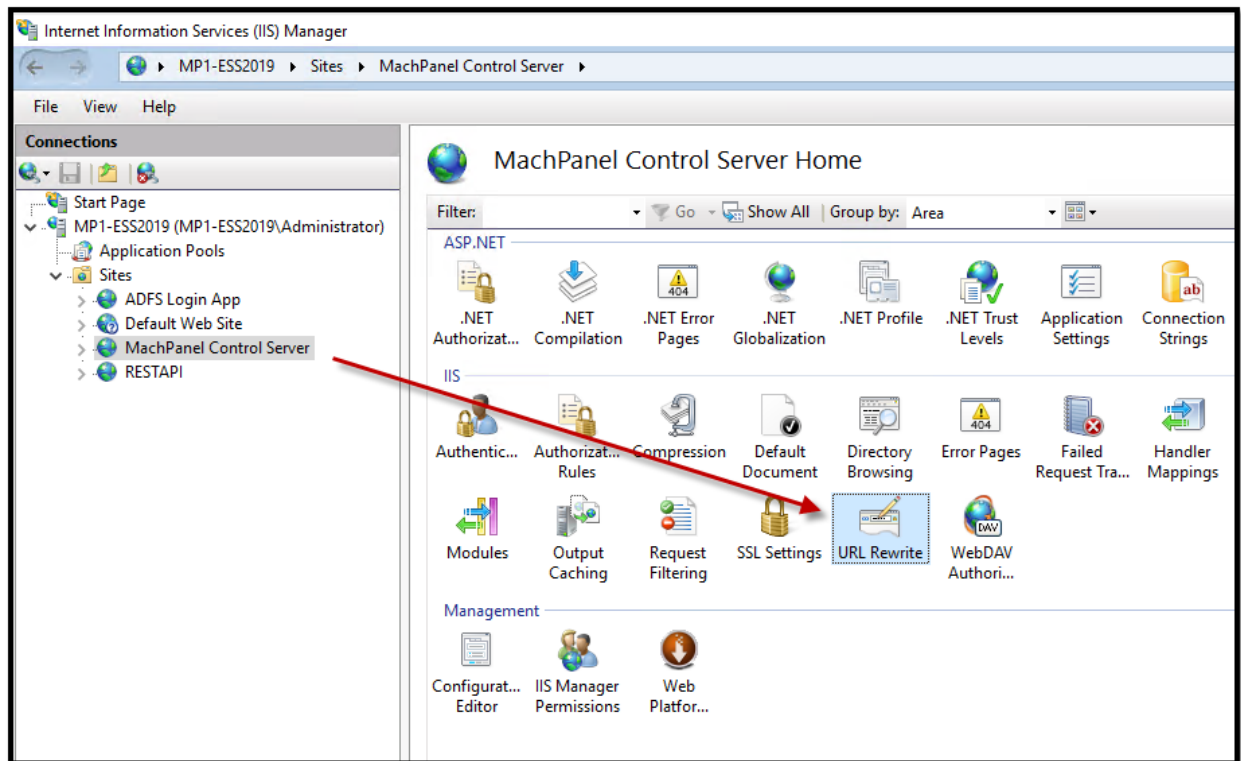 Internet Information Services (IIS) Manager
MP1-ESS2019 Sites MachPanel Control Server
File View Help
Connections
Start Page
MP1-ESS2019 (MP1-ESS2019\Administrator)
Application Pools
Sites
ADFS Login App
Default Web Site
MachPanel Control Server
RESTAPI
MachPanel Control Server Home
Filter: Go Show All Group by: Area
ASP.NET
.NET Authorizat...
.NET Compilation
404
.NET Error Pages
.NET Globalization
.NET Profile
.NET Trust Levels
Application Settings
ab
Connection Strings
IIS
Authentic...
Authorizat... Rules
Compression
Default Document
Directory Browsing
404
Error Pages
Failed Request Tra...
Handler Mappings
Modules
Output Caching
Request Filtering
SSL Settings
URL Rewrite
DAV
WebDAV Authori...
Management
Configurat... Editor
IIS Manager Permissions
Web Platfor...